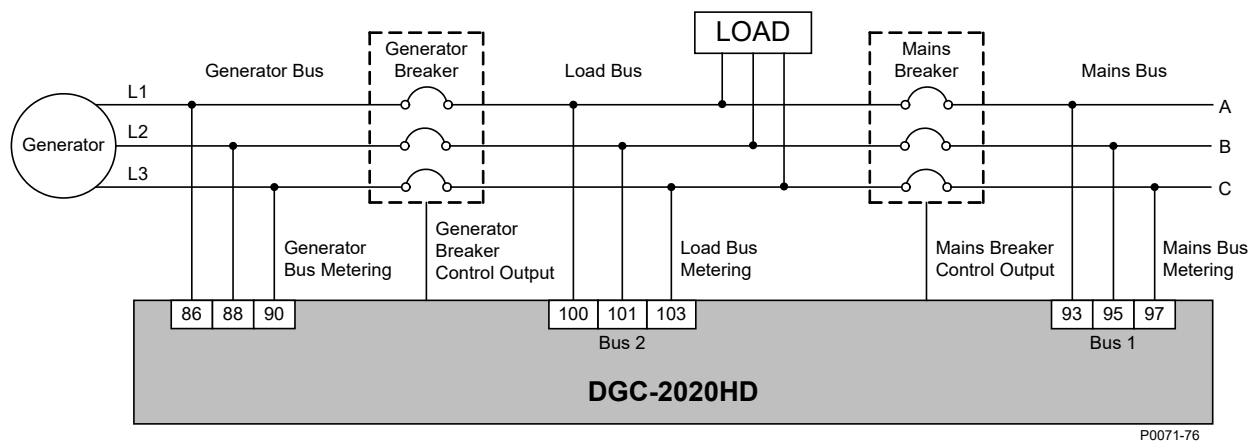 LOAD
Generator
Breaker
Mains
Breaker
Generator Bus
Load Bus
Mains Bus
L1
A
Generator
L2
B
L3
C
Generator
Bus Metering
Generator
Breaker
Control Output
Load Bus
Metering
Mains Breaker
Control Output
Mains Bus
Metering
86 88 90
100 101 103
93 95 97
Bus 2
Bus 1
DGC-2020HD
P0071-76